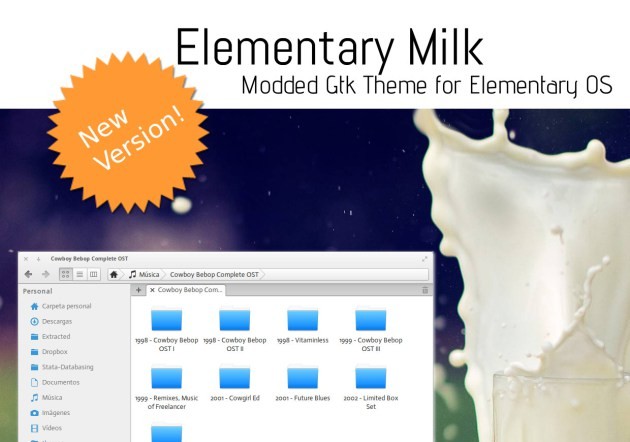 Elementary Milk
Modded Gtk Theme for Elementary OS
New
Version!
Cowboy Bebop Complete OST
Música
Cowboy Bebop Complete OST
Personal
Cowboy Bebop Com...
Carpeta personal
Descargas
Extracted
Dropbox
Stata-Databasing
Documentos
Música
Imágenes
Vídeos
1998 - Cowboy Bebop
OST I
1998 - Cowboy Bebop
OST II
1998 - Vitaminless
1999 - Cowboy Bebop
OST III
1999 - Remixes, Music
of Freelancer
2001 - Cowgirl Ed
2001 - Future Blues
2002 - Limited Box
Set